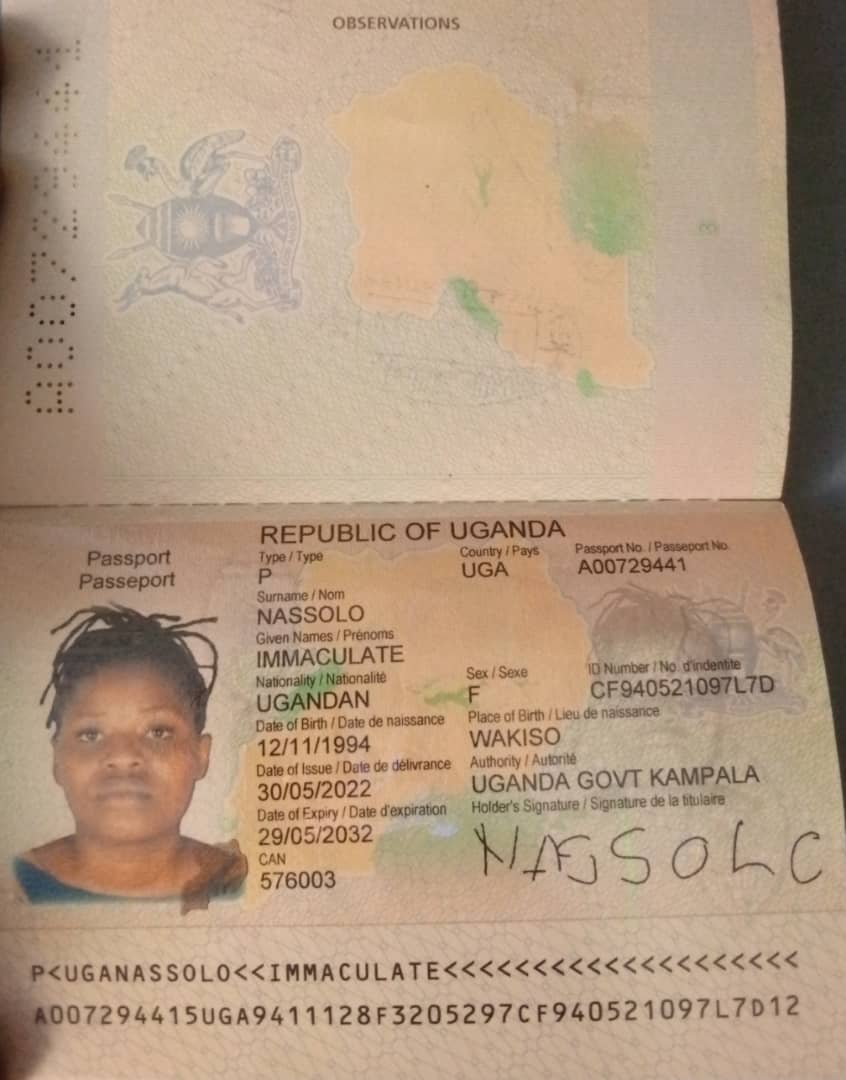 OBSERVATIONS
3
REPUBLIC OF UGANDA
Passport
Passeport
Type / Type
P
Country / Pays
UGA
Passport No. / Passeport No.
A00729441
Surname / Nom
NASSOLO
Given Names / Prénoms
IMMACULATE
Nationality / Nationalité
UGANDAN
Sex / Sexe
F
ID Number / No. d'indentite
CF940521097L7D
Date of Birth / Date de naissance
12/11/1994
Place of Birth / Lieu de naissance
WAKISO
Date of Issue / Date de délivrance
30/05/2022
Authority / Autorité
UGANDA GOVT KAMPALA
Date of Expiry / Date d'expiration
29/05/2032
Holder's Signature / Signature de la titulaire
NASSOLO
CAN
576003
P<UGANASSOLO<<IMMACULATE<<<<<<<<<<<<<<<<<<<<
A007294415UGA9411128F3205297CF940521097L7D12